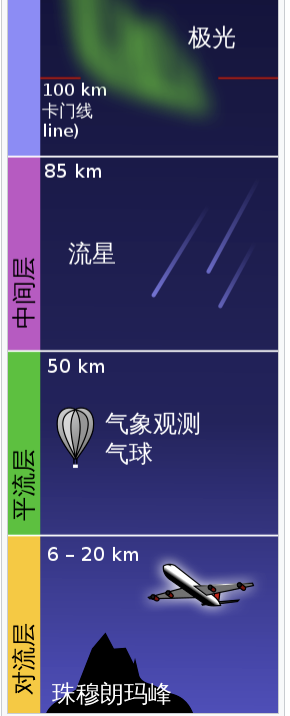 极光
100 km
卡门线
line)
85 km
流星
中间层
50 km
气象观测
气球
平流层
6 – 20 km
对流层
珠穆朗玛峰